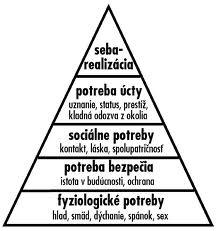 seba-
realizácia
potreba úcty
uznanie, status, prestíž,
kladná odozva z okolia
sociálne potreby
kontakt, láska, spolupatričnosť
potreba bezpečia
istota v budúcnosti, ochrana
fyziologické potreby
hlad, smäd, dýchanie, spánok, sex